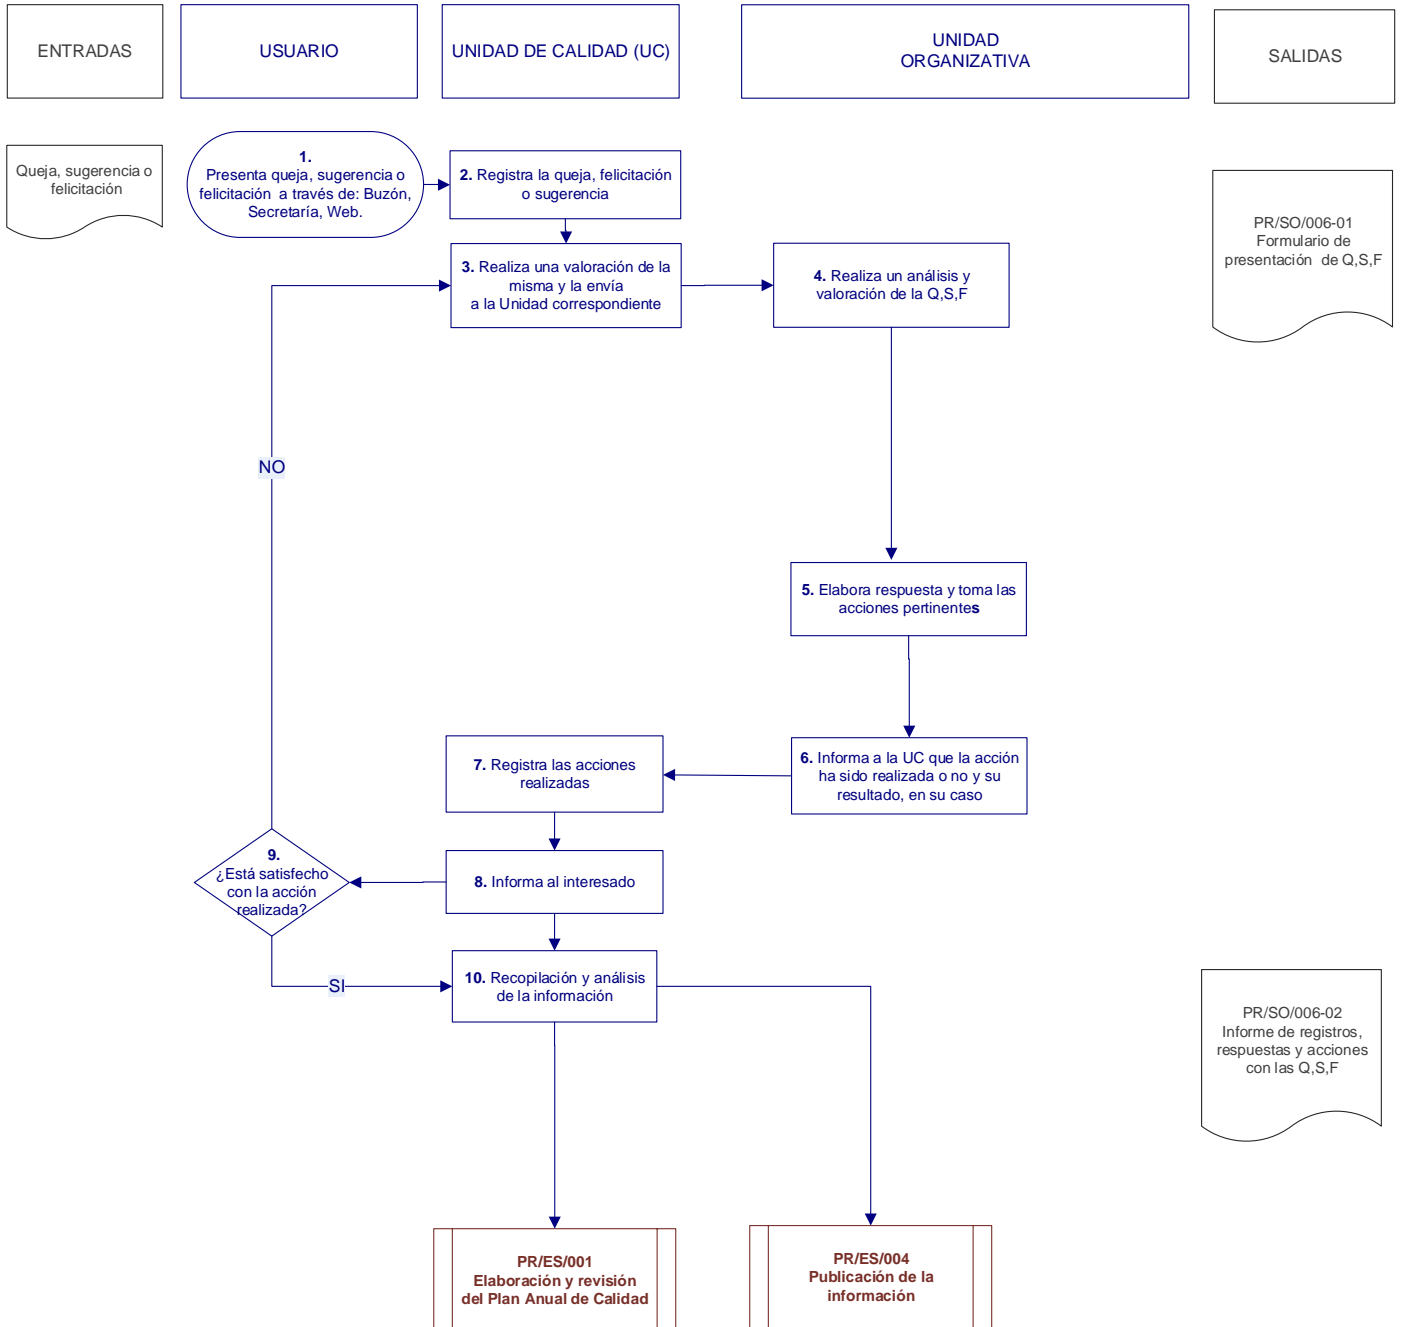 ENTRADAS
USUARIO
UNIDAD DE CALIDAD (UC)
UNIDAD
ORGANIZATIVA
SALIDAS
Queja, sugerencia o
felicitación
1.
Presenta queja, sugerencia o
felicitación a través de: Buzón,
Secretaría, Web.
2. Registra la queja, felicitación
o sugerencia
PR/SO/006-01
Formulario de
presentación de Q,S,F
3. Realiza una valoración de la
misma y la envía
a la Unidad correspondiente
4. Realiza un análisis y
valoración de la Q,S,F
NO
5. Elabora respuesta y toma las
acciones pertinentes
6. Informa a la UC que la acción
ha sido realizada o no y su
resultado, en su caso
7. Registra las acciones
realizadas
8. Informa al interesado
9.
¿Está satisfecho
con la acción
realizada?
SI
10. Recopilación y análisis
de la información
PR/SO/006-02
Informe de registros,
respuestas y acciones
con las Q,S,F
PR/ES/001
Elaboración y revisión
del Plan Anual de Calidad
PR/ES/004
Publicación de la
información